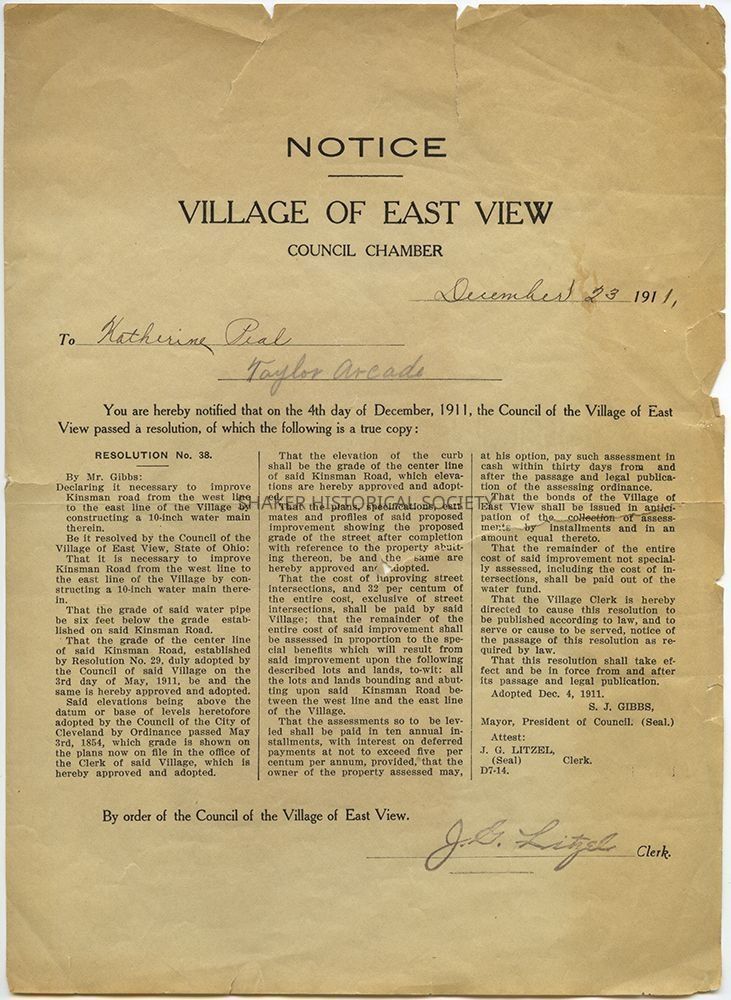 NOTICE
VILLAGE OF EAST VIEW
COUNCIL CHAMBER
December 23 1911,
To Katherine Peal
Taylor Arcade
You are hereby notified that on the 4th day of December, 1911, the Council of the Village of East
View passed a resolution, of which the following is a true copy:
RESOLUTION No. 38.
By Mr. Gibbs:
Declaring it necessary to improve
Kinsman road from the west line
to the east line of the Village by
constructing a 10-inch water main
therein.
Be it resolved by the Council of the
Village of East View, State of Ohio:
That it is necessary to improve
Kinsman Road from the west line to
the east line of the Village by con-
structing a 10-inch water main there-
in.
That the grade of said water pipe
be six feet below the grade estab-
lished on said Kinsman Road.
That the grade of the center line
of said Kinsman Road, established
by Resolution No. 29, duly adopted by
the Council of said Village on the
3rd day of May, 1911, be and the
same is hereby approved and adopted.
Said elevations being above the
datum or base of levels heretofore
adopted by the Council of the City of
Cleveland by Ordinance passed May
3rd, 1854, which grade is shown on
the plans now on file in the office of
the Clerk of said Village, which is
hereby approved and adopted.
That the elevation of the curb
shall be the grade of the center line
of said Kinsman Road, which eleva-
tions are hereby approved and adopt-
ed. That the plans, specifications, esti-
mates and profiles of said proposed
improvement showing the proposed
grade of the street after completion
with reference to the property abutt-
ing thereon, be and the same are
hereby approved and adopted.
That the cost of improving street
intersections, and 32 per centum of
the entire cost, exclusive of street
intersections, shall be paid by said
Village; that the remainder of the
entire cost of said improvement shall
be assessed in proportion to the spe-
cial benefits which will result from
said improvement upon the following
described lots and lands, to-wit: all
the lots and lands bounding and abut-
ting upon said Kinsman Road be-
tween the west line and the east line
of the Village.
That the assessments so to be lev-
ied shall be paid in ten annual in-
stallments, with interest on deferred
payments at not to exceed five per
centum per annum, provided, that the
owner of the property assessed may,
at his option, pay such assessment in
cash within thirty days from and
after the passage and legal publica-
tion of the assessing ordinance.
That the bonds of the Village of
East View shall be issued in antici-
pation of the collection of assess-
ments by installments and in an
amount equal thereto.
That the remainder of the entire
cost of said improvement not special-
ly assessed, including the cost of in-
tersections, shall be paid out of the
water fund.
That the Village Clerk is hereby
directed to cause this resolution to
be published according to law, and to
serve or cause to be served, notice of
the passage of this resolution as re-
quired by law.
That this resolution shall take ef-
fect and be in force from and after
its passage and legal publication.
Adopted Dec. 4, 1911.
S. J. GIBBS,
Mayor, President of Council. (Seal.)
Attest:
J. G. LITZEL,
(Seal) Clerk.
D7-14.
SHAKER HISTORICAL SOCIETY
By order of the Council of the Village of East View.
J. G. Litzel Clerk.